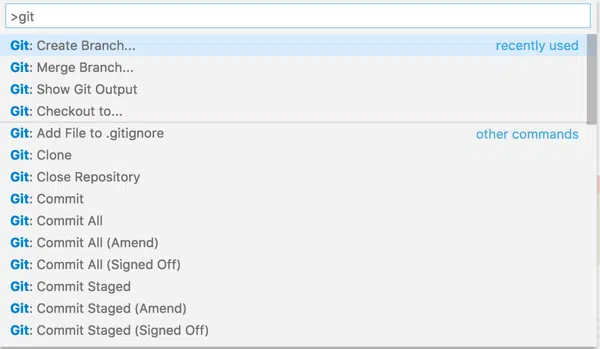 >git
Git: Create Branch... recently used
Git: Merge Branch...
Git: Show Git Output
Git: Checkout to...
Git: Add File to .gitignore other commands
Git: Clone
Git: Close Repository
Git: Commit
Git: Commit All
Git: Commit All (Amend)
Git: Commit All (Signed Off)
Git: Commit Staged
Git: Commit Staged (Amend)
Git: Commit Staged (Signed Off)